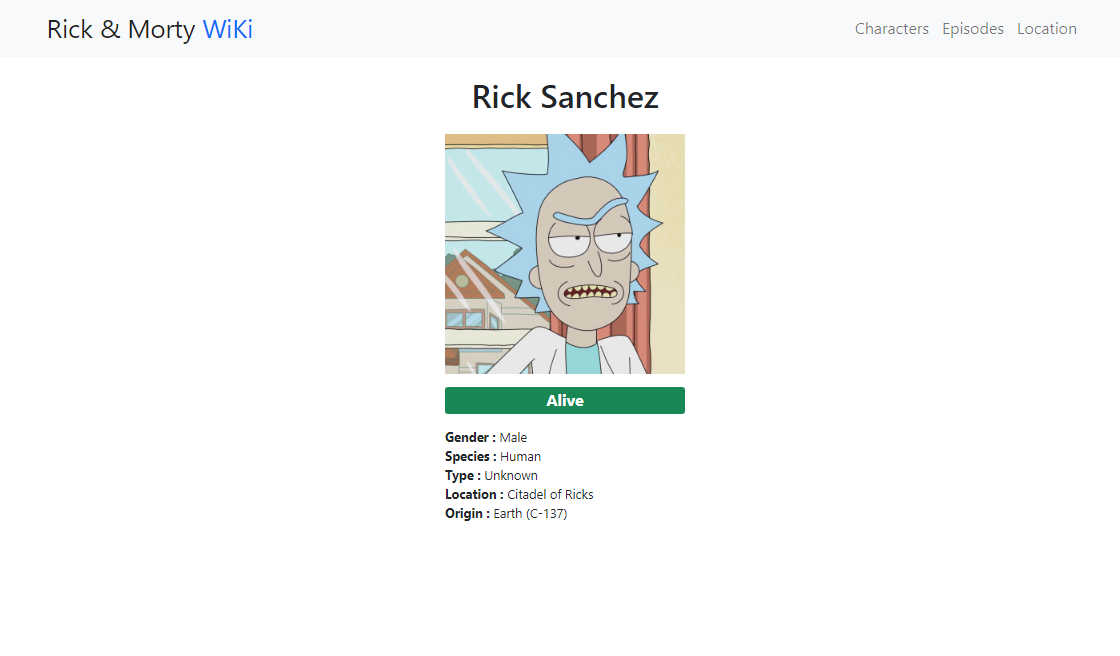 Rick & Morty WiKi
Characters Episodes Location
Rick Sanchez
Alive
Gender : Male
Species : Human
Type : Unknown
Location : Citadel of Ricks
Origin : Earth (C-137)